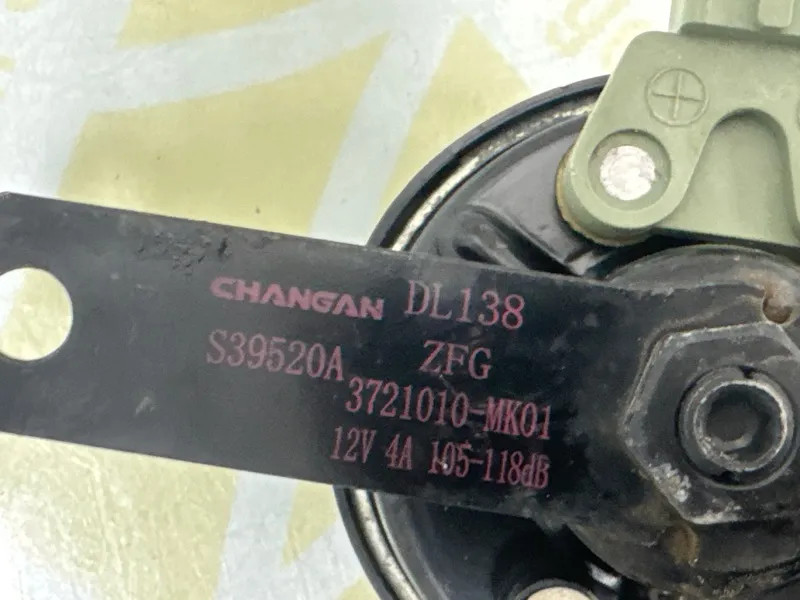 CHANGAN DL138
S39520A ZFG
3721010-MK01
12V 4A 105-118dB